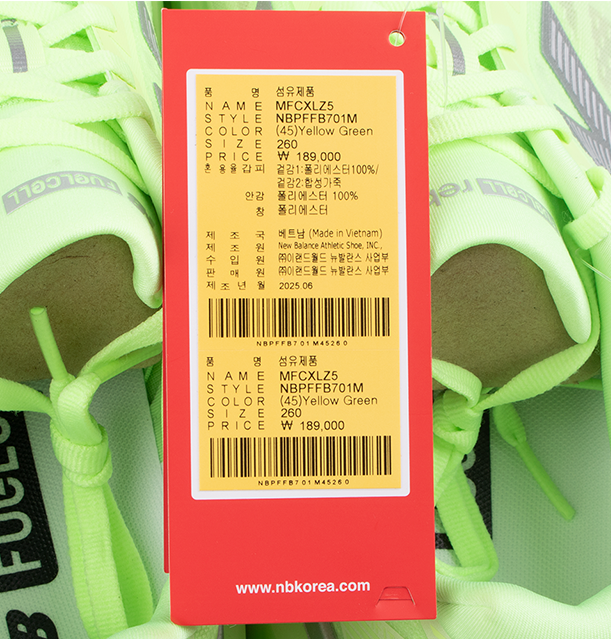 품 명 섬유제품
NAME MFCXLZ5
STYLE NBPFFB701M
COLOR (45)Yellow Green
SIZE 260
PRICE ₩ 189,000
혼용율갑피 겉감1:폴리에스터100%/
겉감2:합성가죽
안감 폴리에스터 100%
창 폴리에스터
제조국 베트남 (Made in Vietnam)
제조원 New Balance Athletic Shoe, INC.,
수입원 ㈜이랜드월드 뉴발란스 사업부
판매원 ㈜이랜드월드 뉴발란스 사업부
제조년월 2025.06
NBPFFB701M45260
품 명 섬유제품
NAME MFCXLZ5
STYLE NBPFFB701M
COLOR (45)Yellow Green
SIZE 260
PRICE ₩ 189,000
NBPFFB701M45260
www.nbkorea.com
FUELCELL